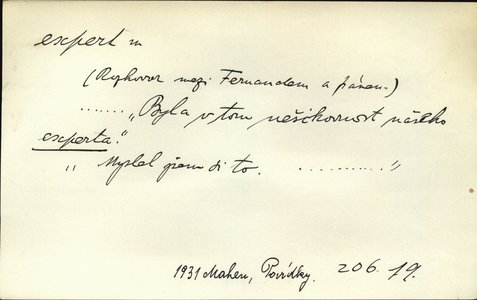 expert m
(Rozhovor mezi Fernandem a pánem.)
....... „Byla v tom nešikovnost našeho
experta."
„ Myslel jsem si to. ............"
1931 Mahen, Povídky. 206. 19.